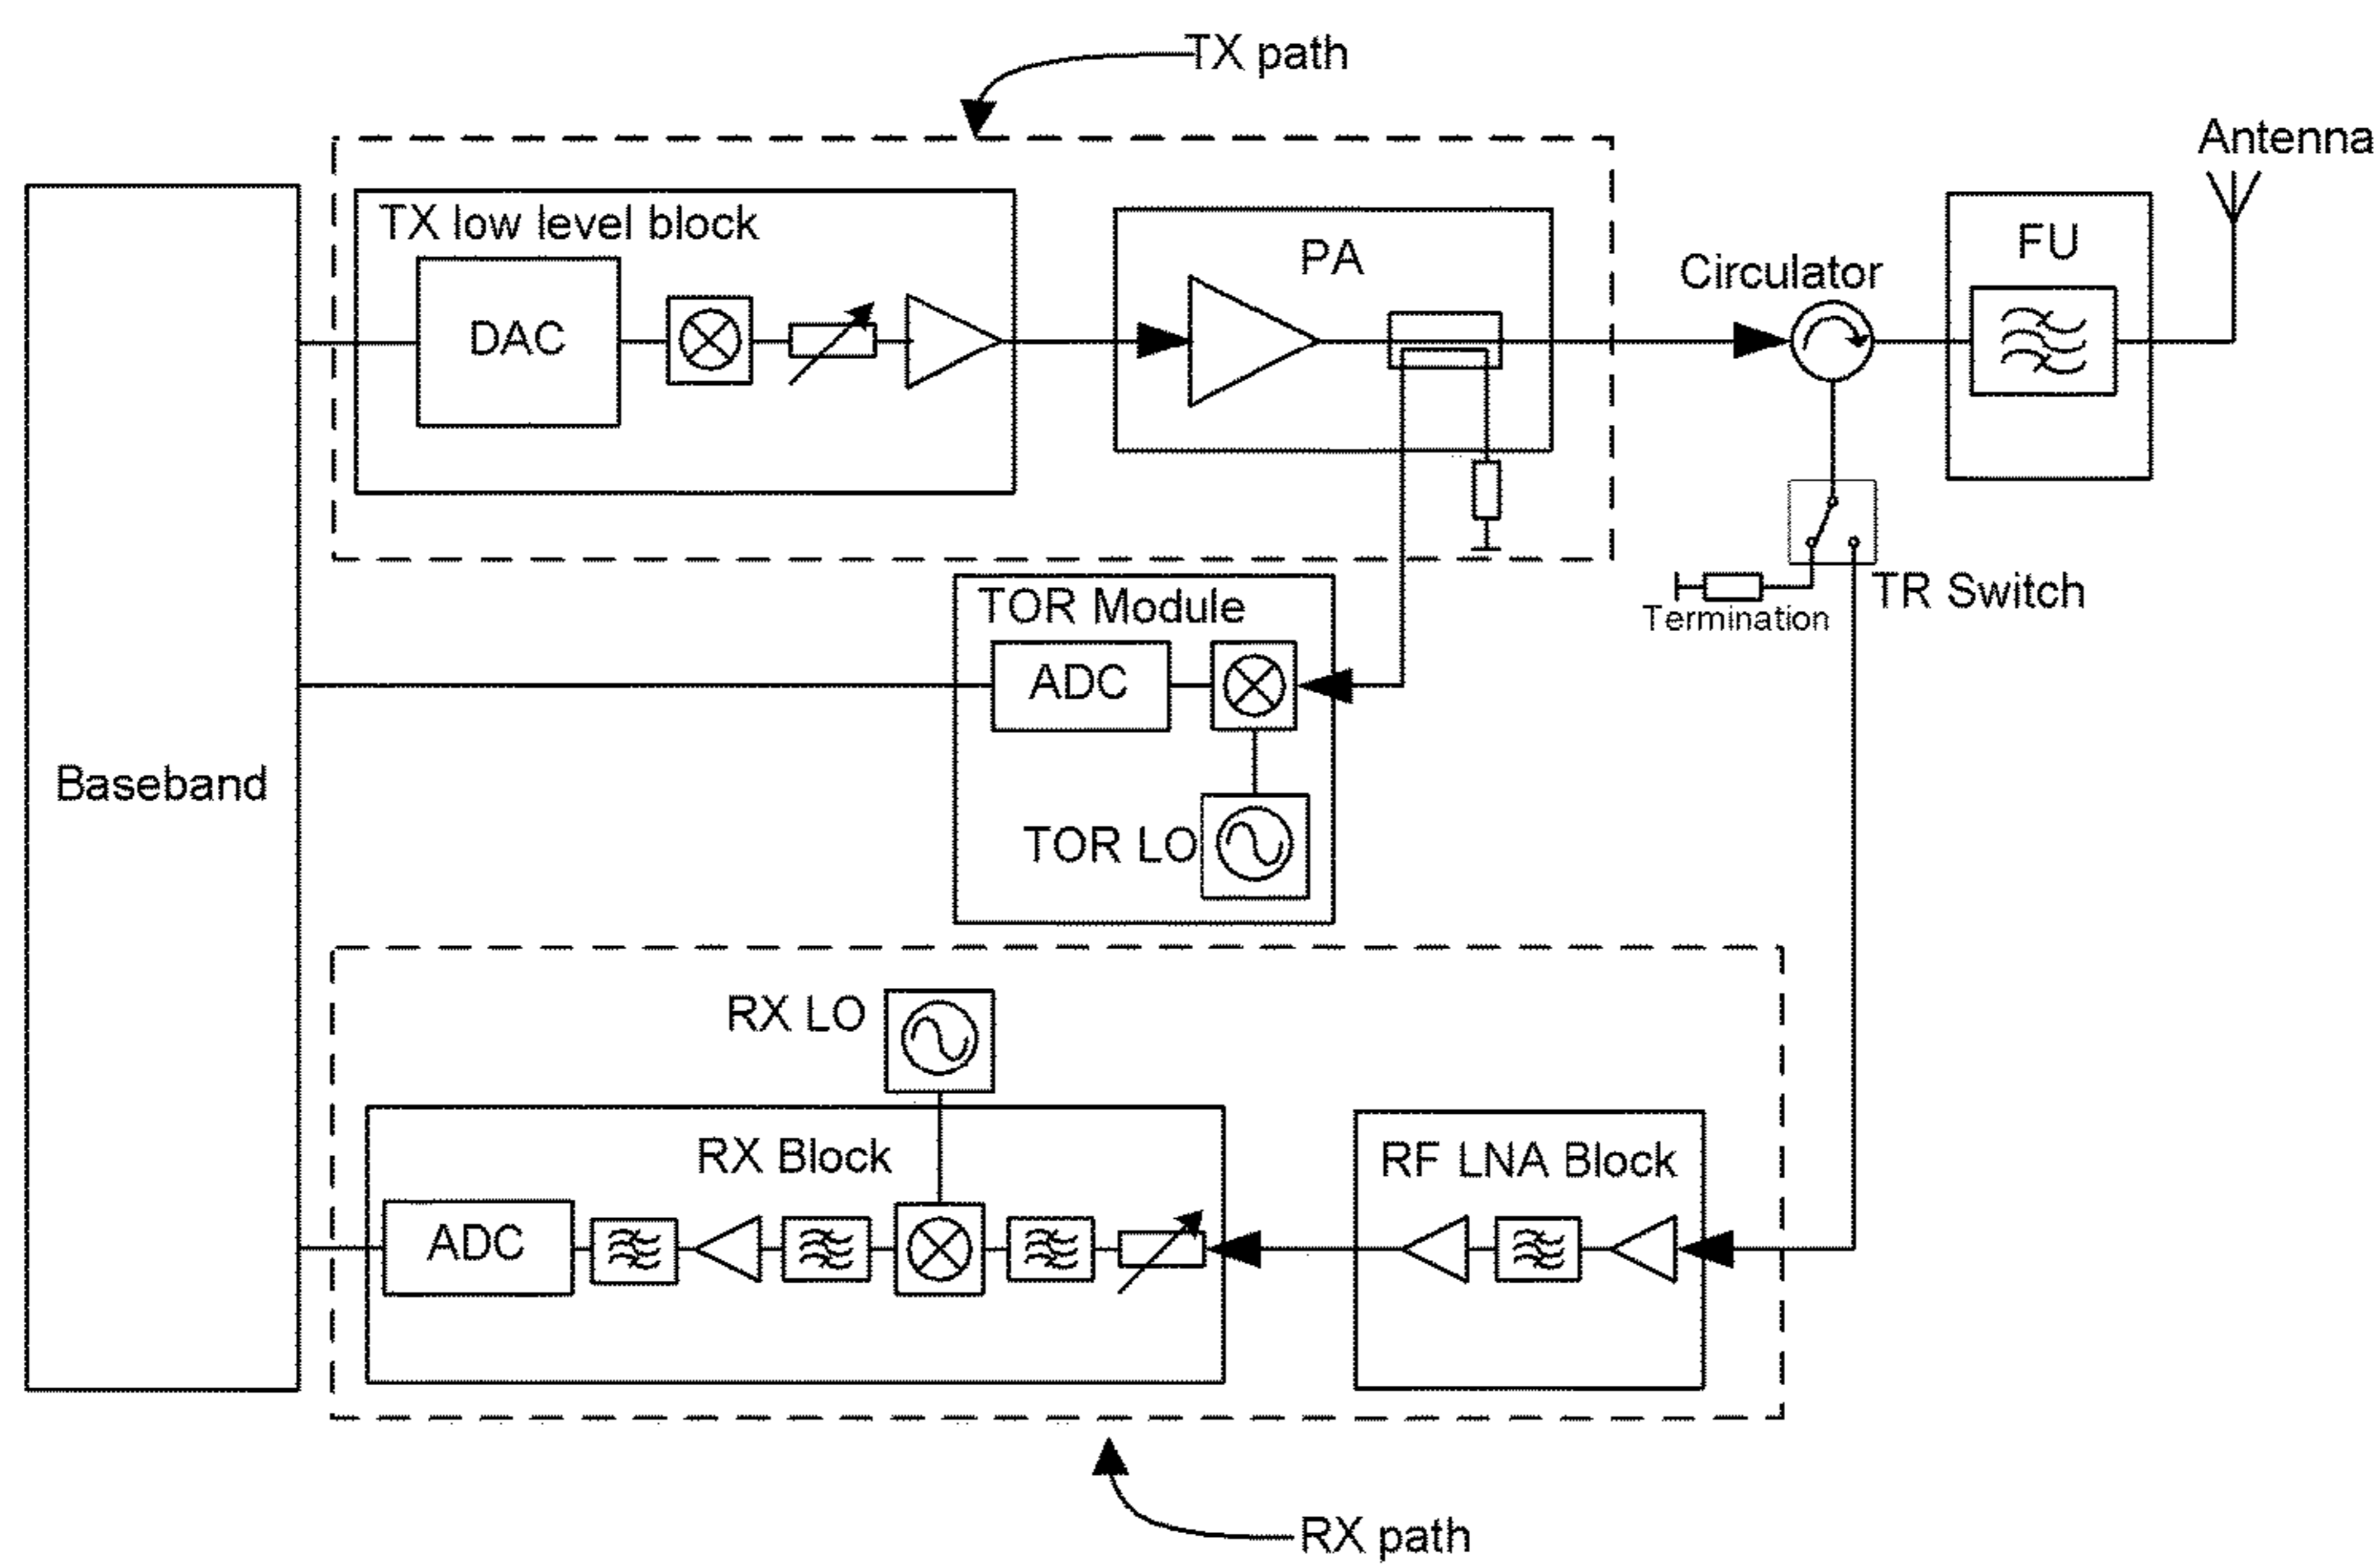 TX path
Antenna
TX low level block
PA
FU
Circulator
DAC
TR Switch
Termination
TOR Module
ADC
Baseband
TOR LO
RX LO
RX Block
RF LNA Block
ADC
RX path